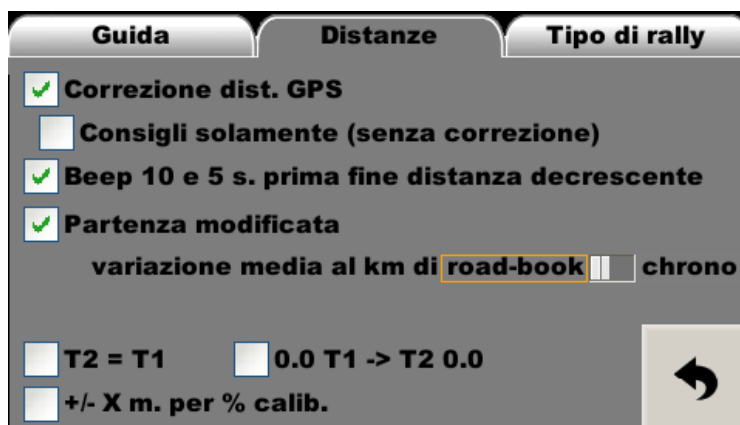 Guida Distanze Tipo di rally
Correzione dist. GPS
Consigli solamente (senza correzione)
Beep 10 e 5 s. prima fine distanza decrescente
Partenza modificata
variazione media al km di road-book chrono
T2 = T1 0.0 T1 -> T2 0.0
+/- X m. per % calib.